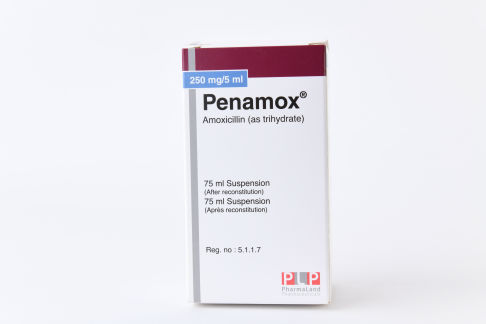 250 mg/5 ml
Penamox®
Amoxicillin (as trihydrate)
75 ml Suspension
(After reconstitution)
75 ml Suspension
(Après reconstitution)
Reg. no : 5.1.1.7
PLP
PharmaLand
Pharmaceuticals